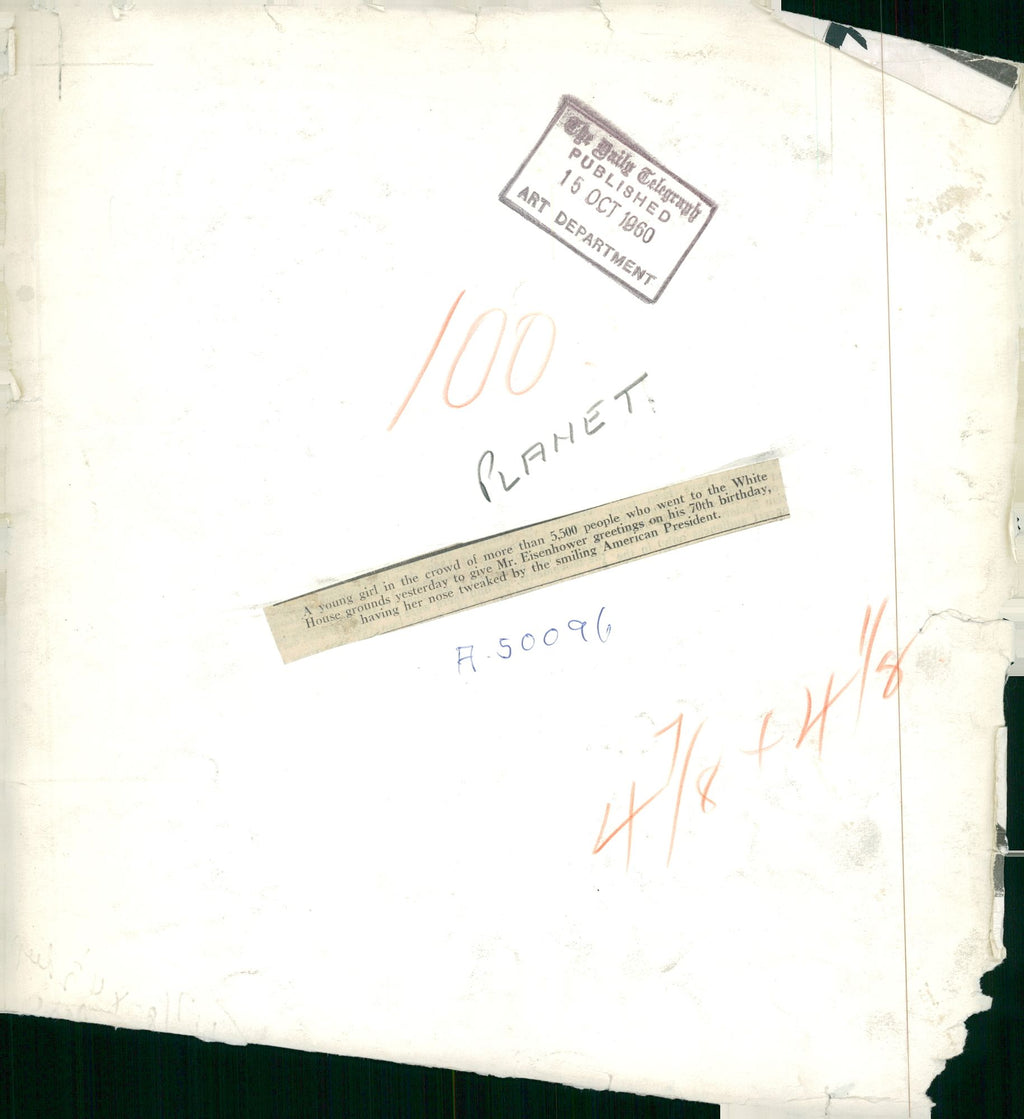 The Daily Telegraph
PUBLISHED
15 OCT 1960
ART DEPARTMENT
100
PLANET.
A young girl in the crowd of more than 5,500 people who went to the White
House grounds yesterday to give Mr. Eisenhower greetings on his 70th birthday,
having her nose tweaked by the smiling American President.
A.50096
4 7/8 + 4 1/8